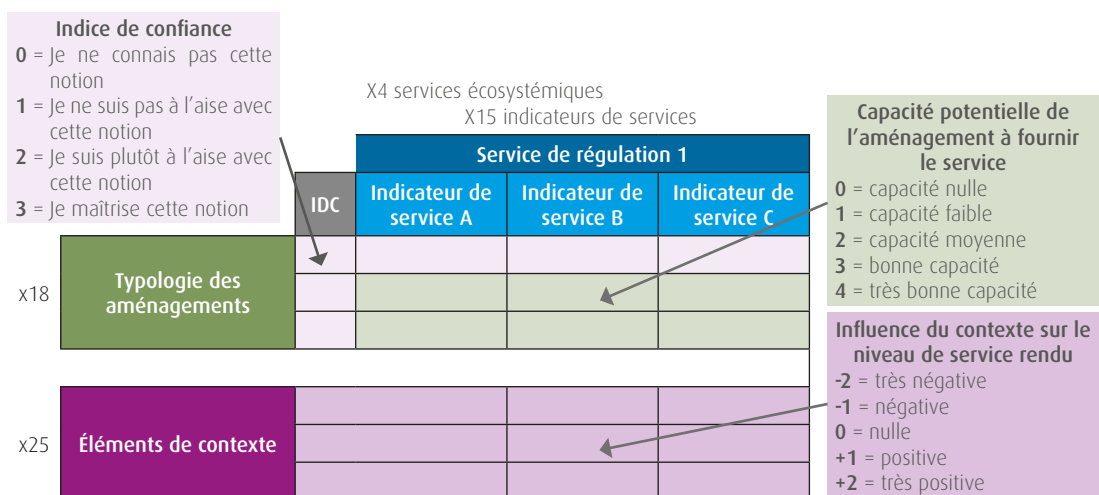 Indice de confiance
0 = Je ne connais pas cette
notion
1 = Je ne suis pas à l'aise avec
cette notion
2 = Je suis plutôt à l'aise avec
cette notion
3 = Je maîtrise cette notion
X4 services écosystémiques
X15 indicateurs de services
Service de régulation 1
IDC
Indicateur de
service A
Indicateur de
service B
Indicateur de
service C
Capacité potentielle de
l'aménagement à fournir
le service
0 = capacité nulle
1 = capacité faible
2 = capacité moyenne
3 = bonne capacité
4 = très bonne capacité
x18
Typologie des
aménagements
Influence du contexte sur le
niveau de service rendu
-2 = très négative
-1 = négative
0 = nulle
+1 = positive
+2 = très positive
x25
Éléments de contexte